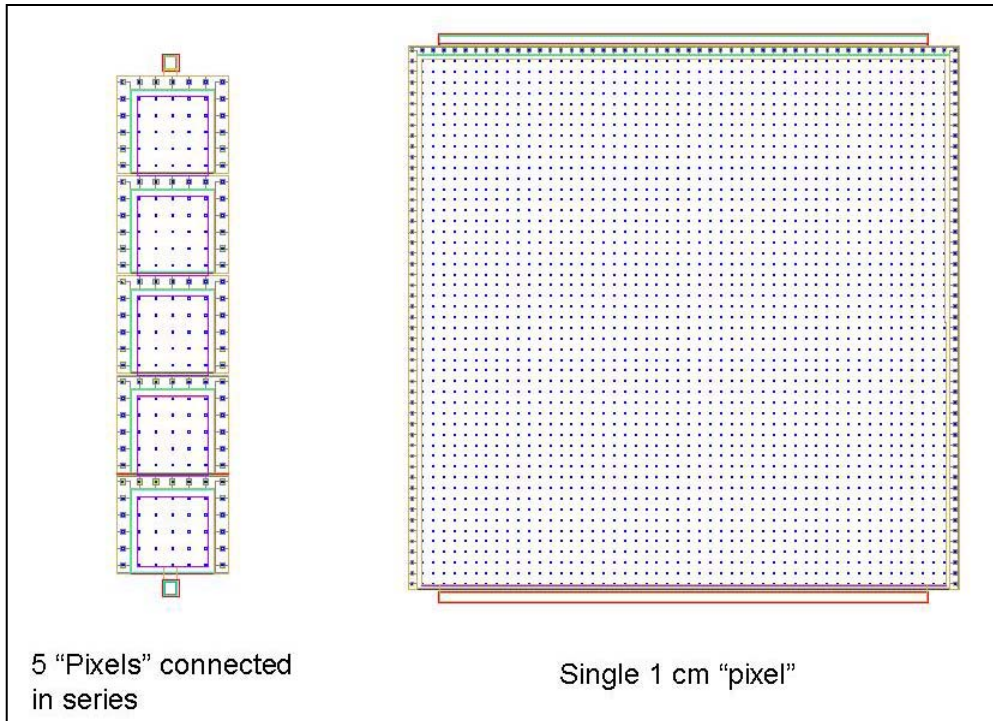 5 “Pixels” connected
in series
Single 1 cm “pixel”